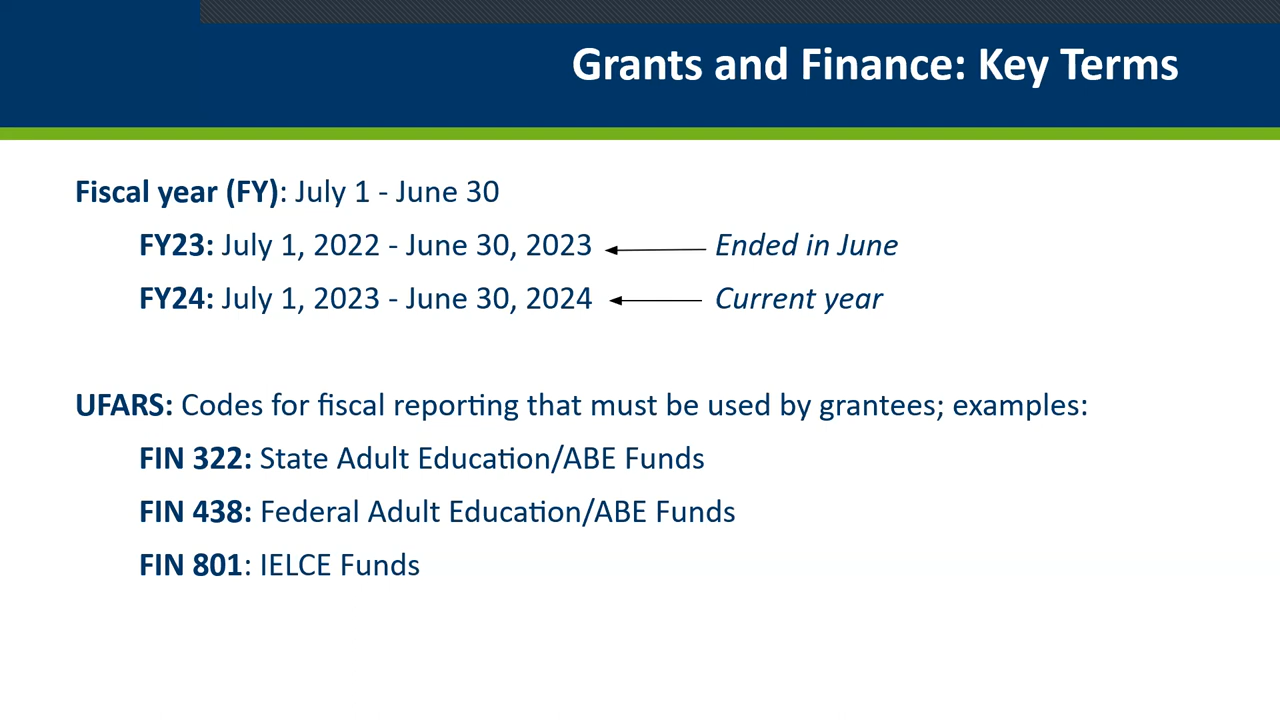 Grants and Finance: Key Terms
Fiscal year (FY): July 1 - June 30
FY23: July 1, 2022 - June 30, 2023 Ended in June
FY24: July 1, 2023 - June 30, 2024 Current year
UFARS: Codes for fiscal reporting that must be used by grantees; examples:
FIN 322: State Adult Education/ABE Funds
FIN 438: Federal Adult Education/ABE Funds
FIN 801: IELCE Funds